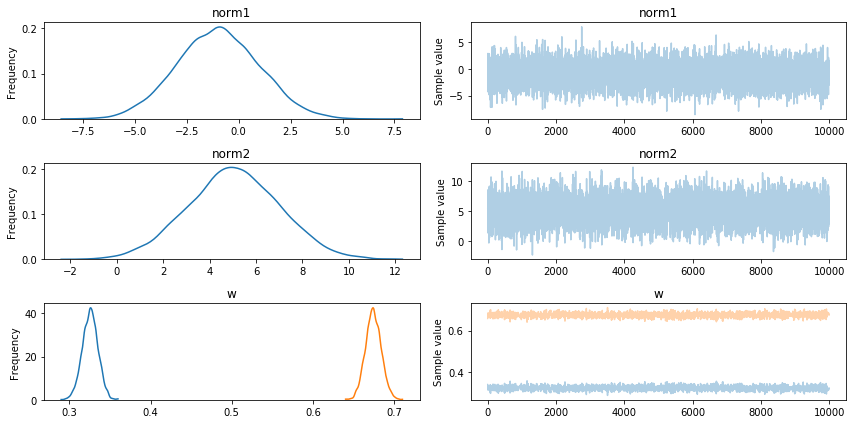 norm1
Frequency
0.2
0.1
0.0
−7.5 −5.0 −2.5 0.0 2.5 5.0 7.5
norm1
Sample value
5
0
−5
0 2000 4000 6000 8000 10000
norm2
Frequency
0.2
0.1
0.0
−2 0 2 4 6 8 10 12
norm2
Sample value
10
5
0
0 2000 4000 6000 8000 10000
w
Frequency
40
20
0
0.3 0.4 0.5 0.6 0.7
w
Sample value
0.6
0.4
0 2000 4000 6000 8000 10000